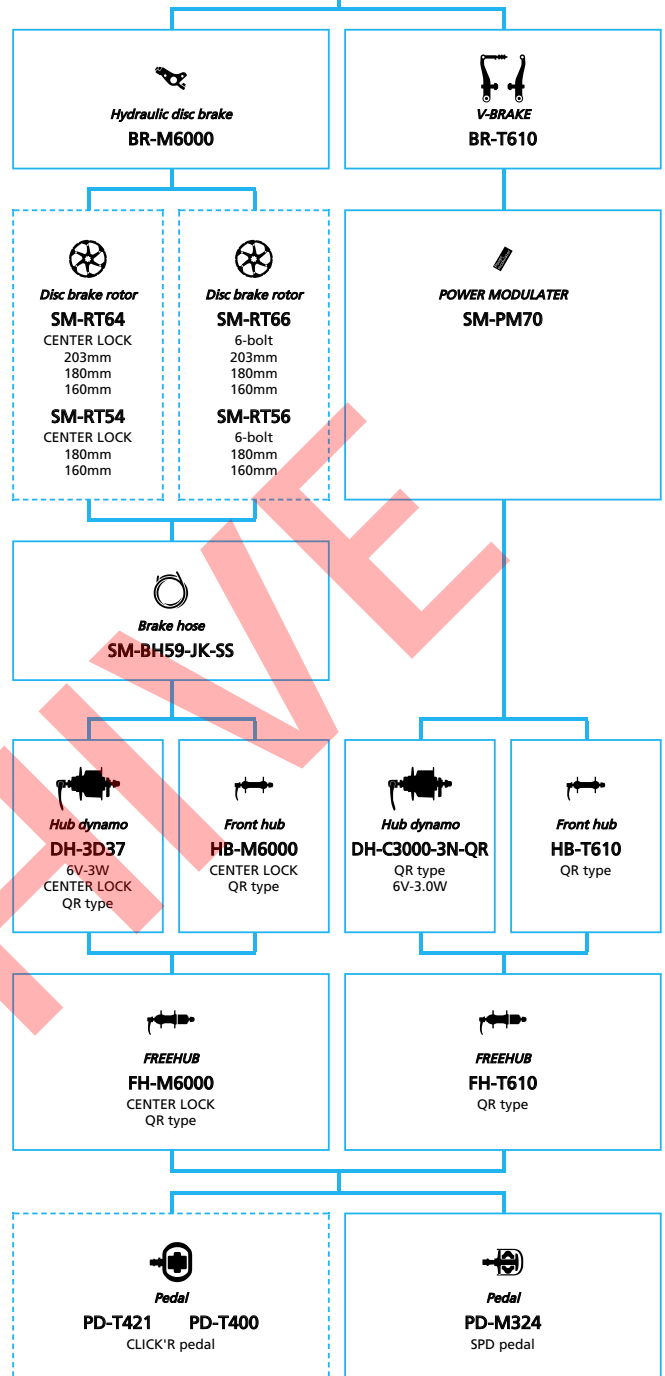 Hydraulic disc brake
BR-M6000
V-BRAKE
BR-T610
Disc brake rotor
SM-RT64
CENTER LOCK
203mm
180mm
160mm
SM-RT54
CENTER LOCK
180mm
160mm
Disc brake rotor
SM-RT66
6-bolt
203mm
180mm
160mm
SM-RT56
6-bolt
180mm
160mm
POWER MODULATER
SM-PM70
Brake hose
SM-BH59-JK-SS
Hub dynamo
DH-3D37
6V-3W
CENTER LOCK
QR type
Front hub
HB-M6000
CENTER LOCK
QR type
Hub dynamo
DH-C3000-3N-QR
QR type
6V-3.0W
Front hub
HB-T610
QR type
FREEHUB
FH-M6000
CENTER LOCK
QR type
FREEHUB
FH-T610
QR type
Pedal
PD-T421 PD-T400
CLICK'R pedal
Pedal
PD-M324
SPD pedal
HIVE